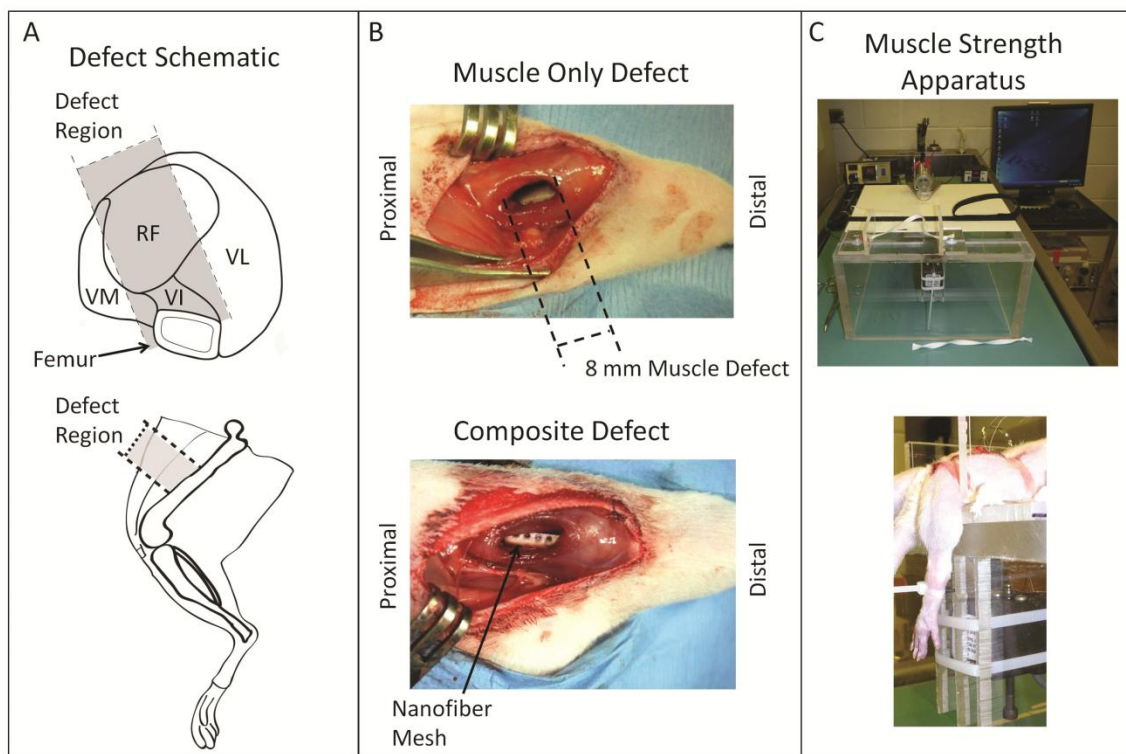 A
Defect Schematic
Defect
Region
RF
VL
VM
VI
Femur
Defect
Region
B
Muscle Only Defect
Proximal
Distal
8 mm Muscle Defect
Composite Defect
Proximal
Distal
Nanofiber
Mesh
C
Muscle Strength
Apparatus